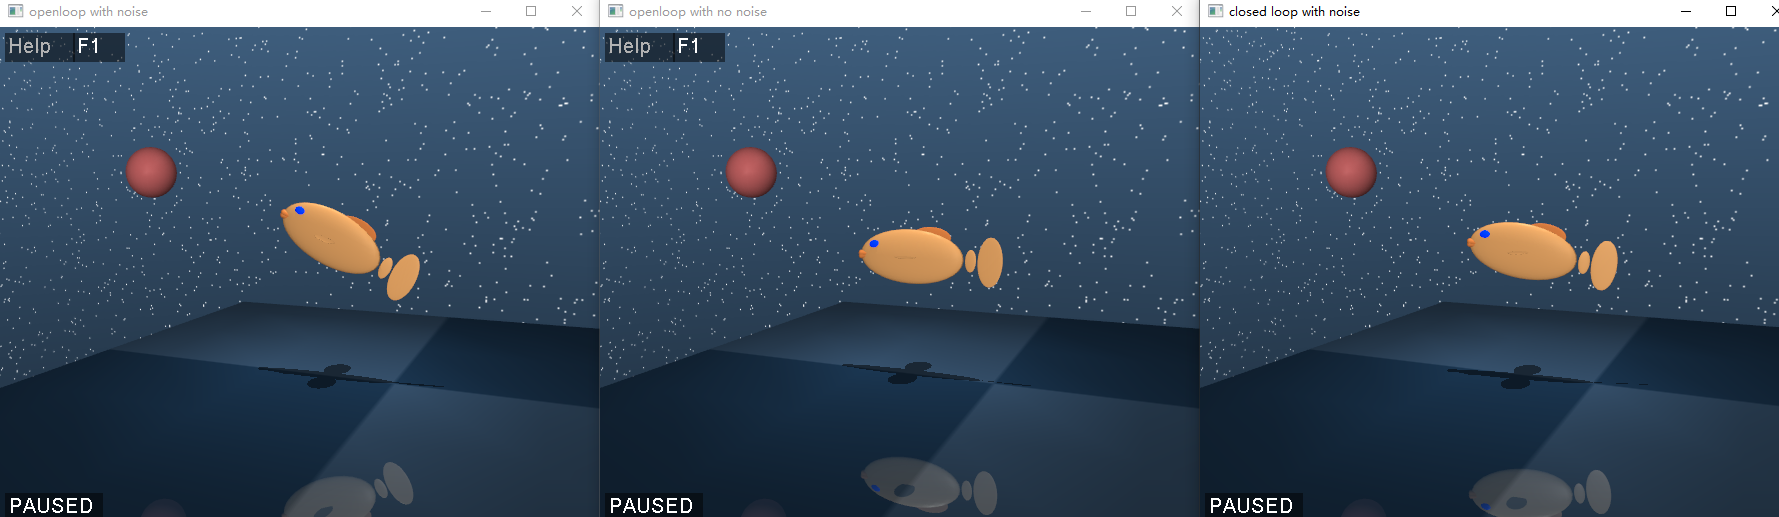 openloop with noise
Help F1
PAUSED
openloop with no noise
Help F1
PAUSED
closed loop with noise
PAUSED